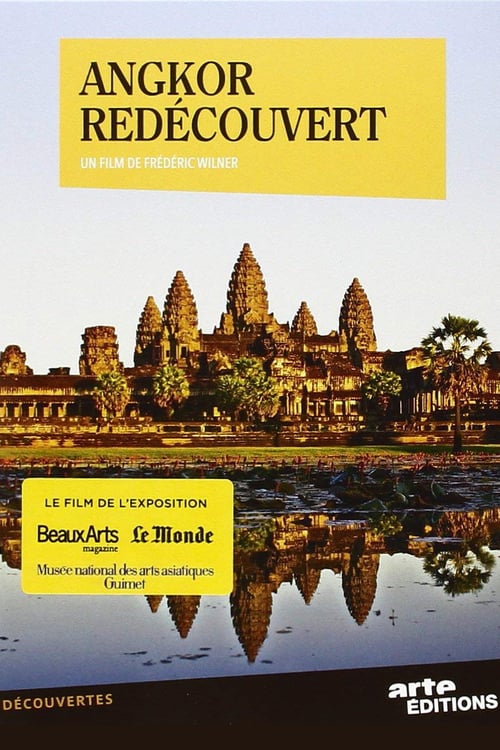 ANGKOR
REDÉCOUVERT
UN FILM DE FRÉDÉRIC WILNER
LE FILM DE L'EXPOSITION
BeauxArts Le Monde
magazine
Musée national des arts asiatiques
Guimet
DÉCOUVERTES
arte
ÉDITIONS